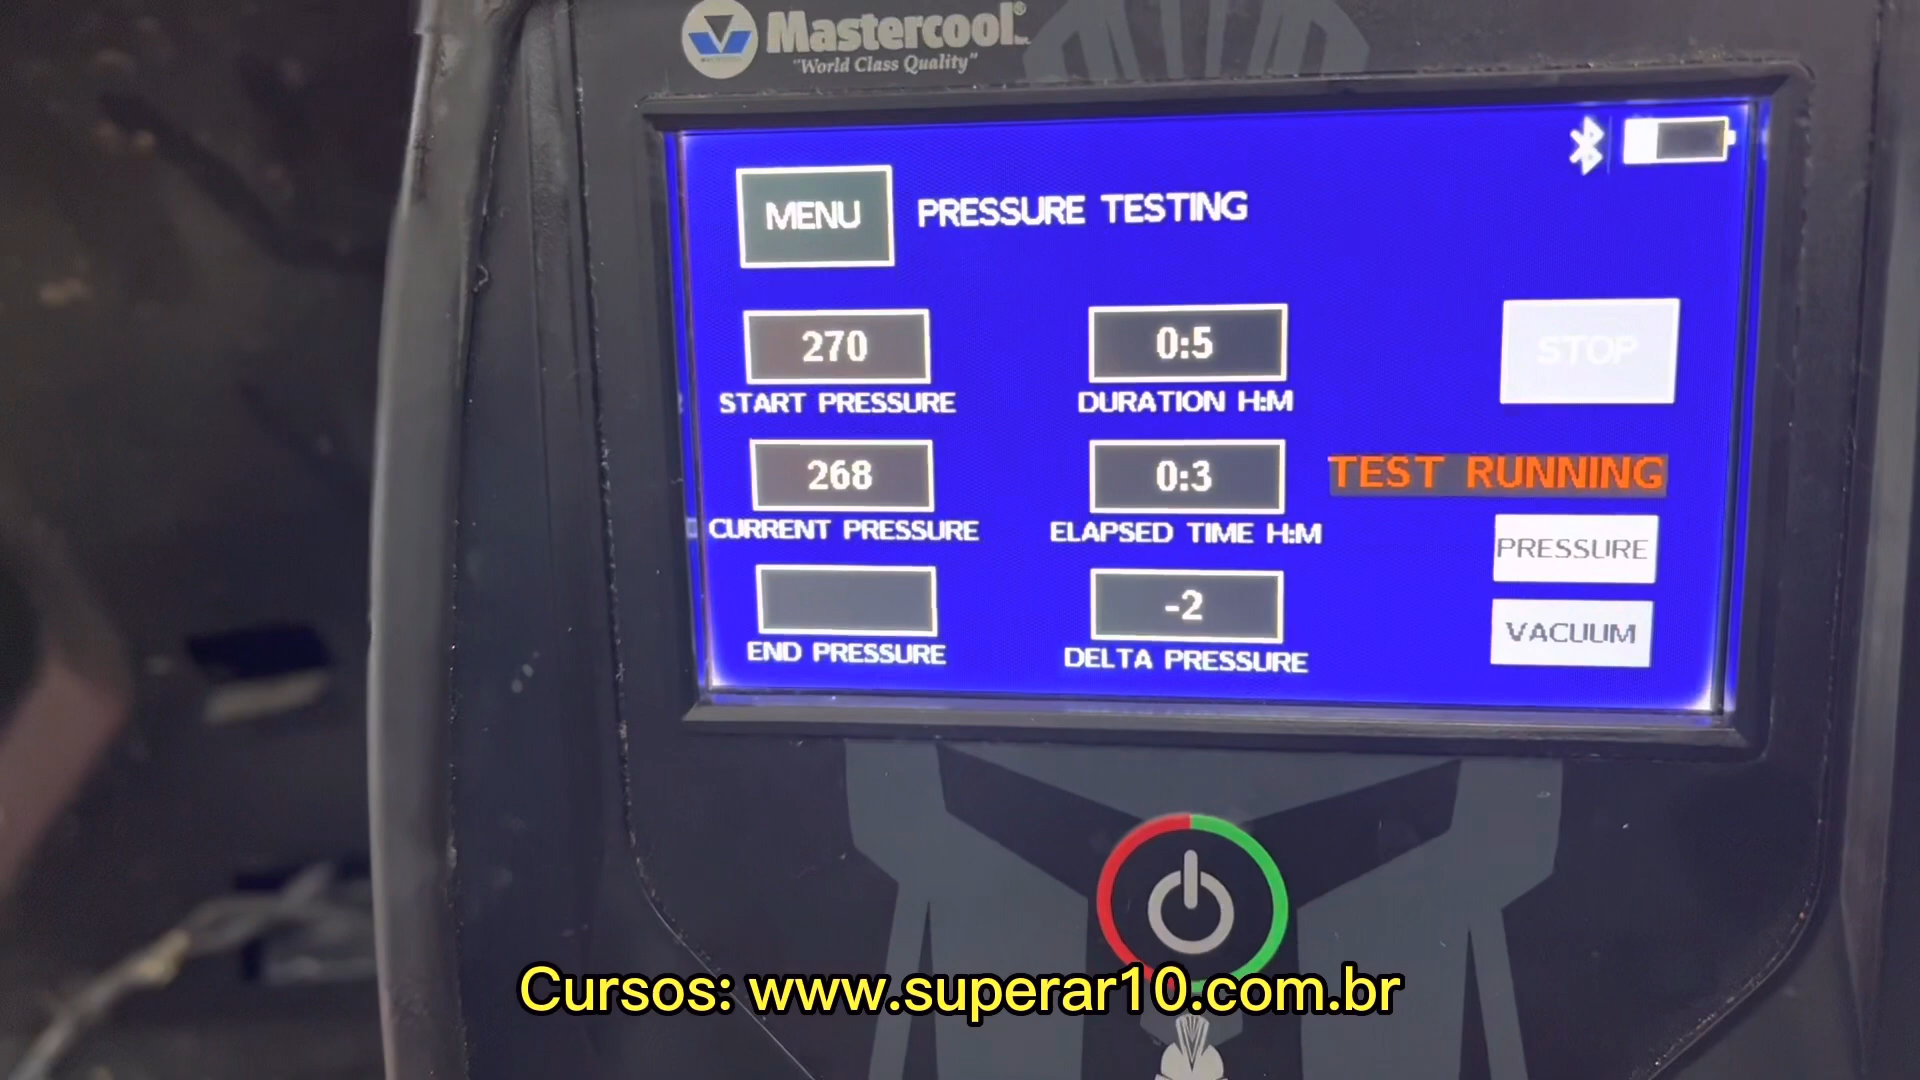 Mastercool®
"World Class Quality"
MENU
PRESSURE TESTING
270
START PRESSURE
0:5
DURATION H:M
STOP
268
CURRENT PRESSURE
0:3
ELAPSED TIME H:M
TEST RUNNING
PRESSURE
END PRESSURE
-2
DELTA PRESSURE
VACUUM
Cursos: www.superar10.com.br